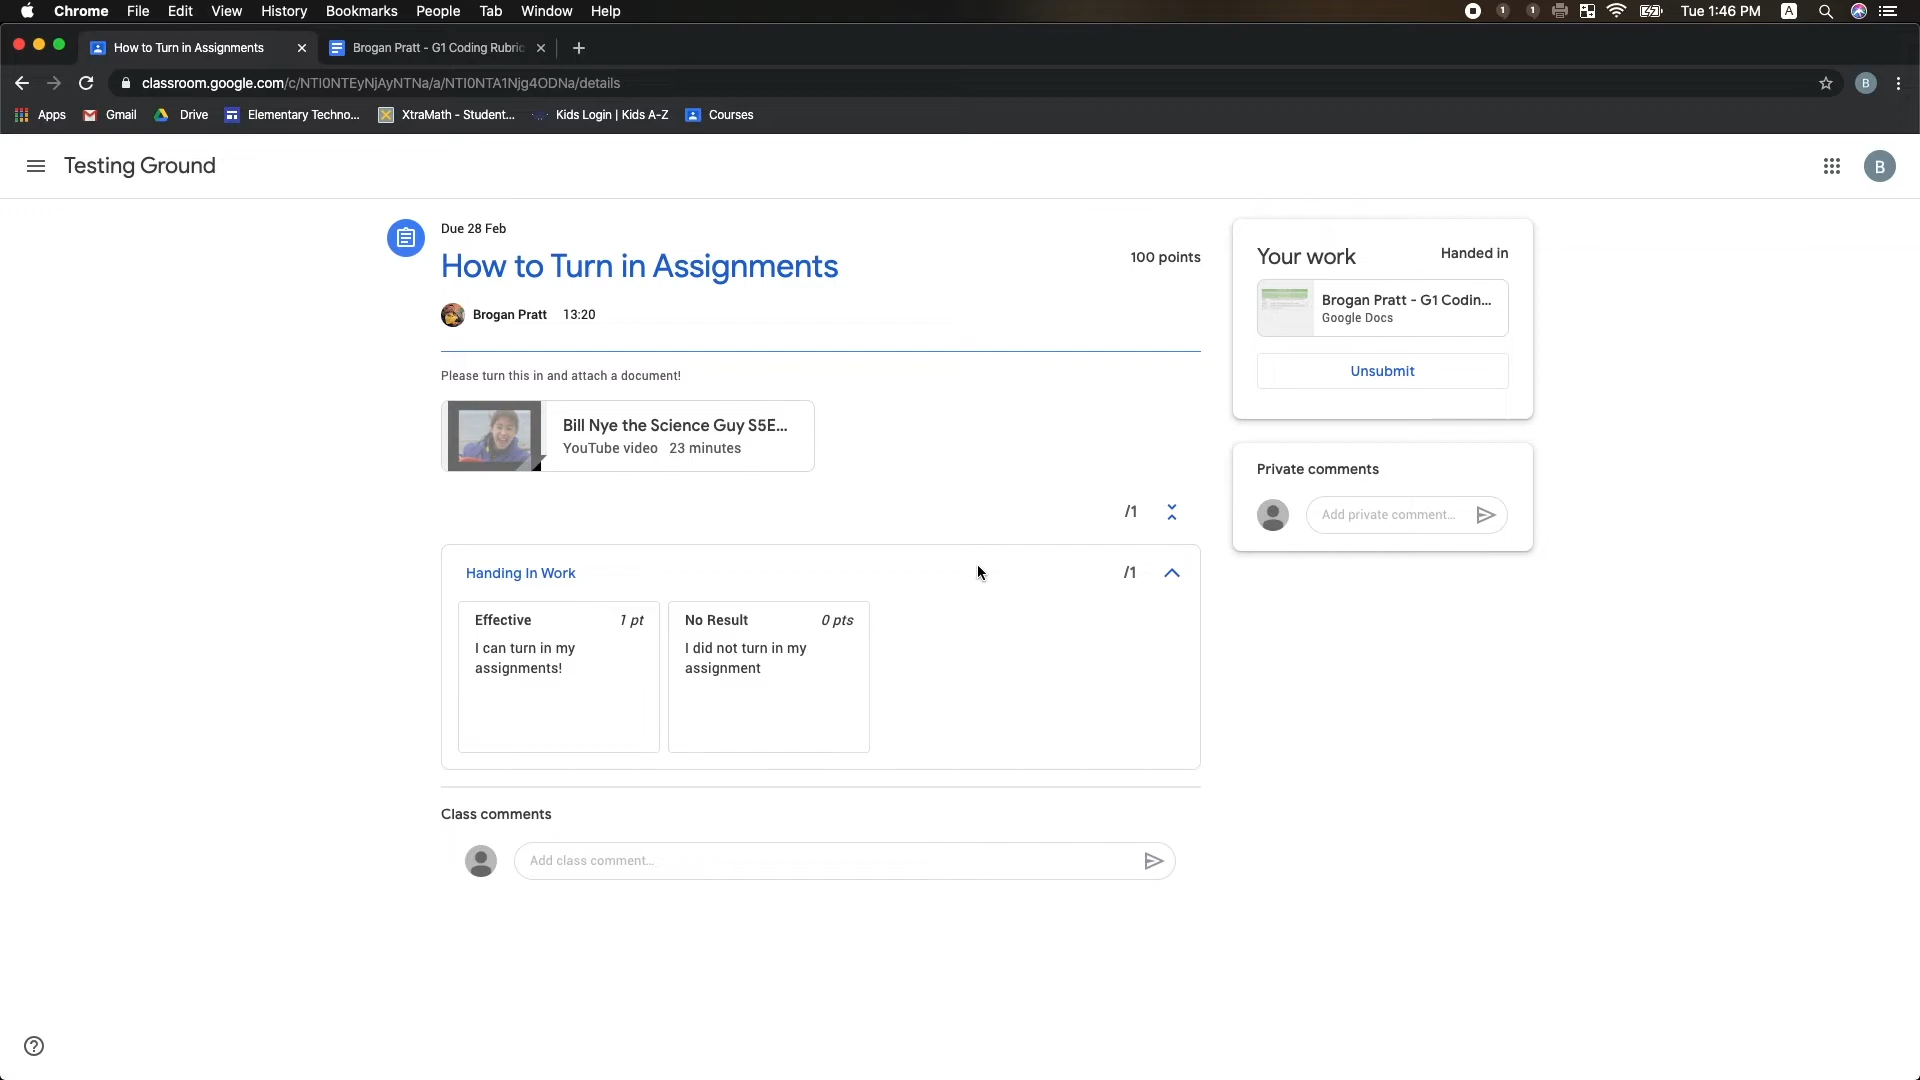 Chrome File Edit View History Bookmarks People Tab Window Help
1 1 Tue 1:46 PM A
How to Turn in Assignments
Brogan Pratt - G1 Coding Rubric
classroom.google.com/c/NTI0NTEyNjAyNTNa/a/NTI0NTA1Njg4ODNa/details
B
Apps Gmail Drive Elementary Techno... XtraMath - Student... Kids Login | Kids A-Z Courses
Testing Ground
B
Due 28 Feb
How to Turn in Assignments
100 points
Brogan Pratt 13:20
Please turn this in and attach a document!
Bill Nye the Science Guy S5E...
YouTube video 23 minutes
/1
Handing In Work
/1
Effective 1 pt
I can turn in my
assignments!
No Result 0 pts
I did not turn in my
assignment
Class comments
Add class comment...
Your work
Handed in
Brogan Pratt - G1 Codin...
Google Docs
Unsubmit
Private comments
Add private comment...